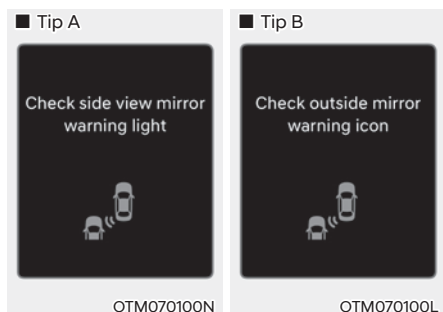 ■ Tip A
Check side view mirror
warning light
OTM070100N
■ Tip B
Check outside mirror
warning icon
OTM070100L